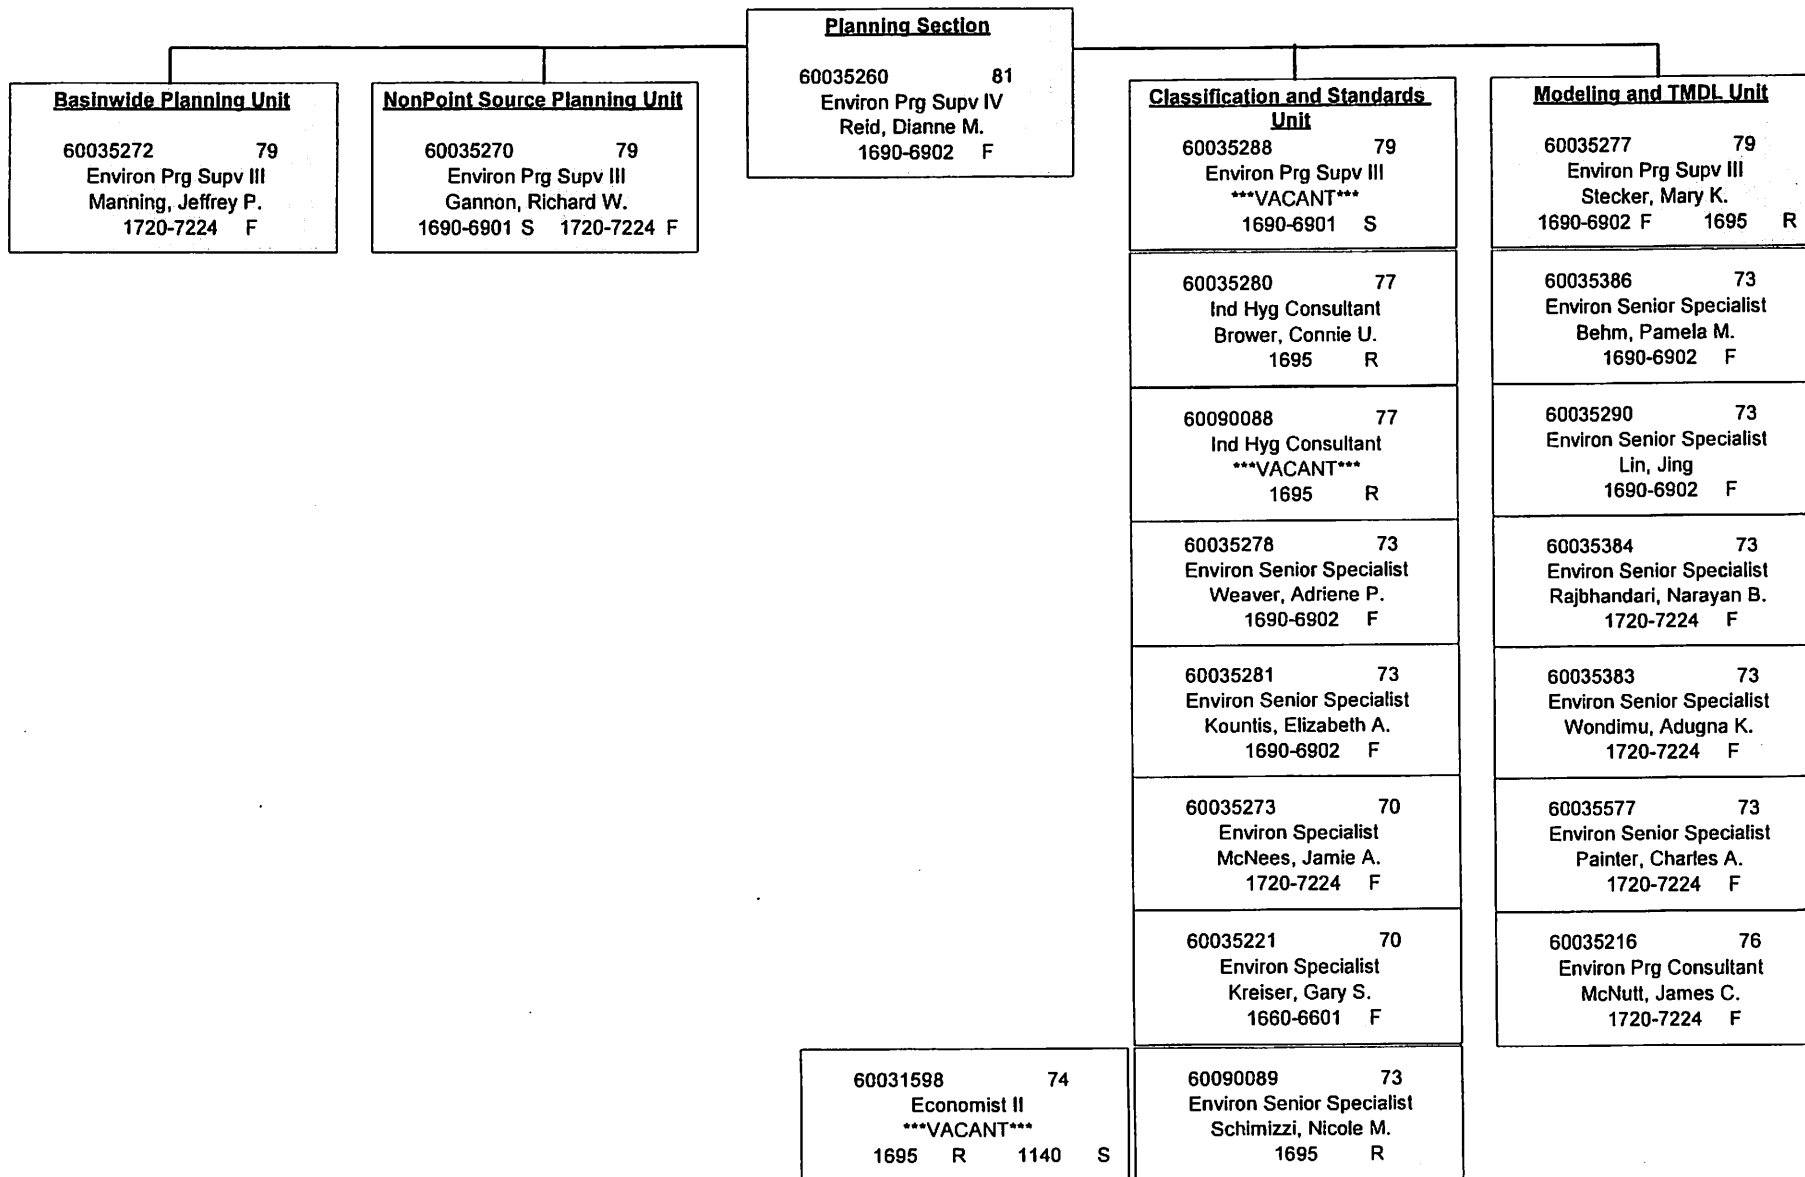 Planning Section
60035260 81
Environ Prg Supv IV
Reid, Dianne M.
1690-6902 F
Basinwide Planning Unit
60035272 79
Environ Prg Supv III
Manning, Jeffrey P.
1720-7224 F
NonPoint Source Planning Unit
60035270 79
Environ Prg Supv III
Gannon, Richard W.
1690-6901 S 1720-7224 F
Classification and Standards
Unit
60035288 79
Environ Prg Supv III
***VACANT***
1690-6901 S
60035280 77
Ind Hyg Consultant
Brower, Connie U.
1695 R
60090088 77
Ind Hyg Consultant
***VACANT***
1695 R
60035278 73
Environ Senior Specialist
Weaver, Adriene P.
1690-6902 F
60035281 73
Environ Senior Specialist
Kountis, Elizabeth A.
1690-6902 F
60035273 70
Environ Specialist
McNees, Jamie A.
1720-7224 F
60035221 70
Environ Specialist
Kreiser, Gary S.
1660-6601 F
60031598 74
Economist II
***VACANT***
1695 R 1140 S
60090089 73
Environ Senior Specialist
Schimizzi, Nicole M.
1695 R
Modeling and TMDL Unit
60035277 79
Environ Prg Supv III
Stecker, Mary K.
1690-6902 F 1695 R
60035386 73
Environ Senior Specialist
Behm, Pamela M.
1690-6902 F
60035290 73
Environ Senior Specialist
Lin, Jing
1690-6902 F
60035384 73
Environ Senior Specialist
Rajbhandari, Narayan B.
1720-7224 F
60035383 73
Environ Senior Specialist
Wondimu, Adugna K.
1720-7224 F
60035577 73
Environ Senior Specialist
Painter, Charles A.
1720-7224 F
60035216 76
Environ Prg Consultant
McNutt, James C.
1720-7224 F